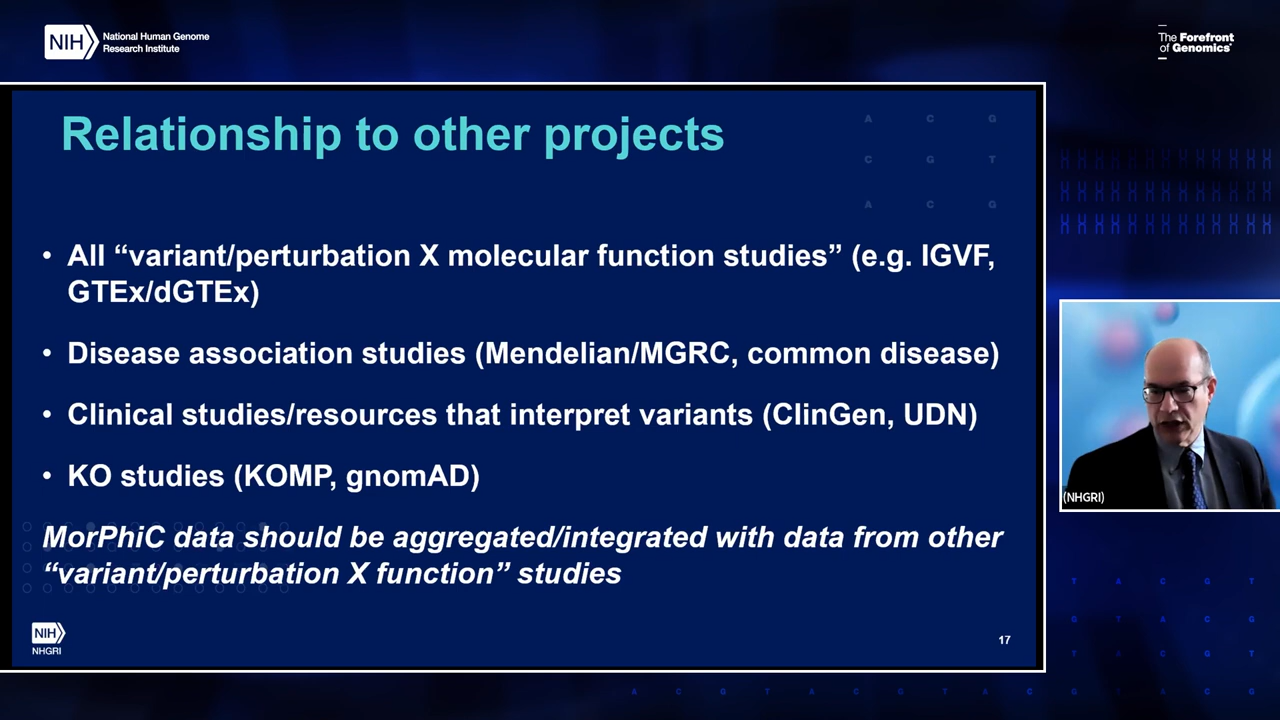 NIH National Human Genome
Research Institute
The Forefront
of Genomics®
Relationship to other projects
A C G
C G T
A C G
• All “variant/perturbation X molecular function studies” (e.g. IGVF,
GTEx/dGTEx)
• Disease association studies (Mendelian/MGRC, common disease)
• Clinical studies/resources that interpret variants (ClinGen, UDN)
• KO studies (KOMP, gnomAD)
MorPhiC data should be aggregated/integrated with data from other
“variant/perturbation X function” studies
NIH
NHGRI
17
(NHGRI)
T A C G T
G T A C G
T A C G T
A C G T A C G T A C G T A C G